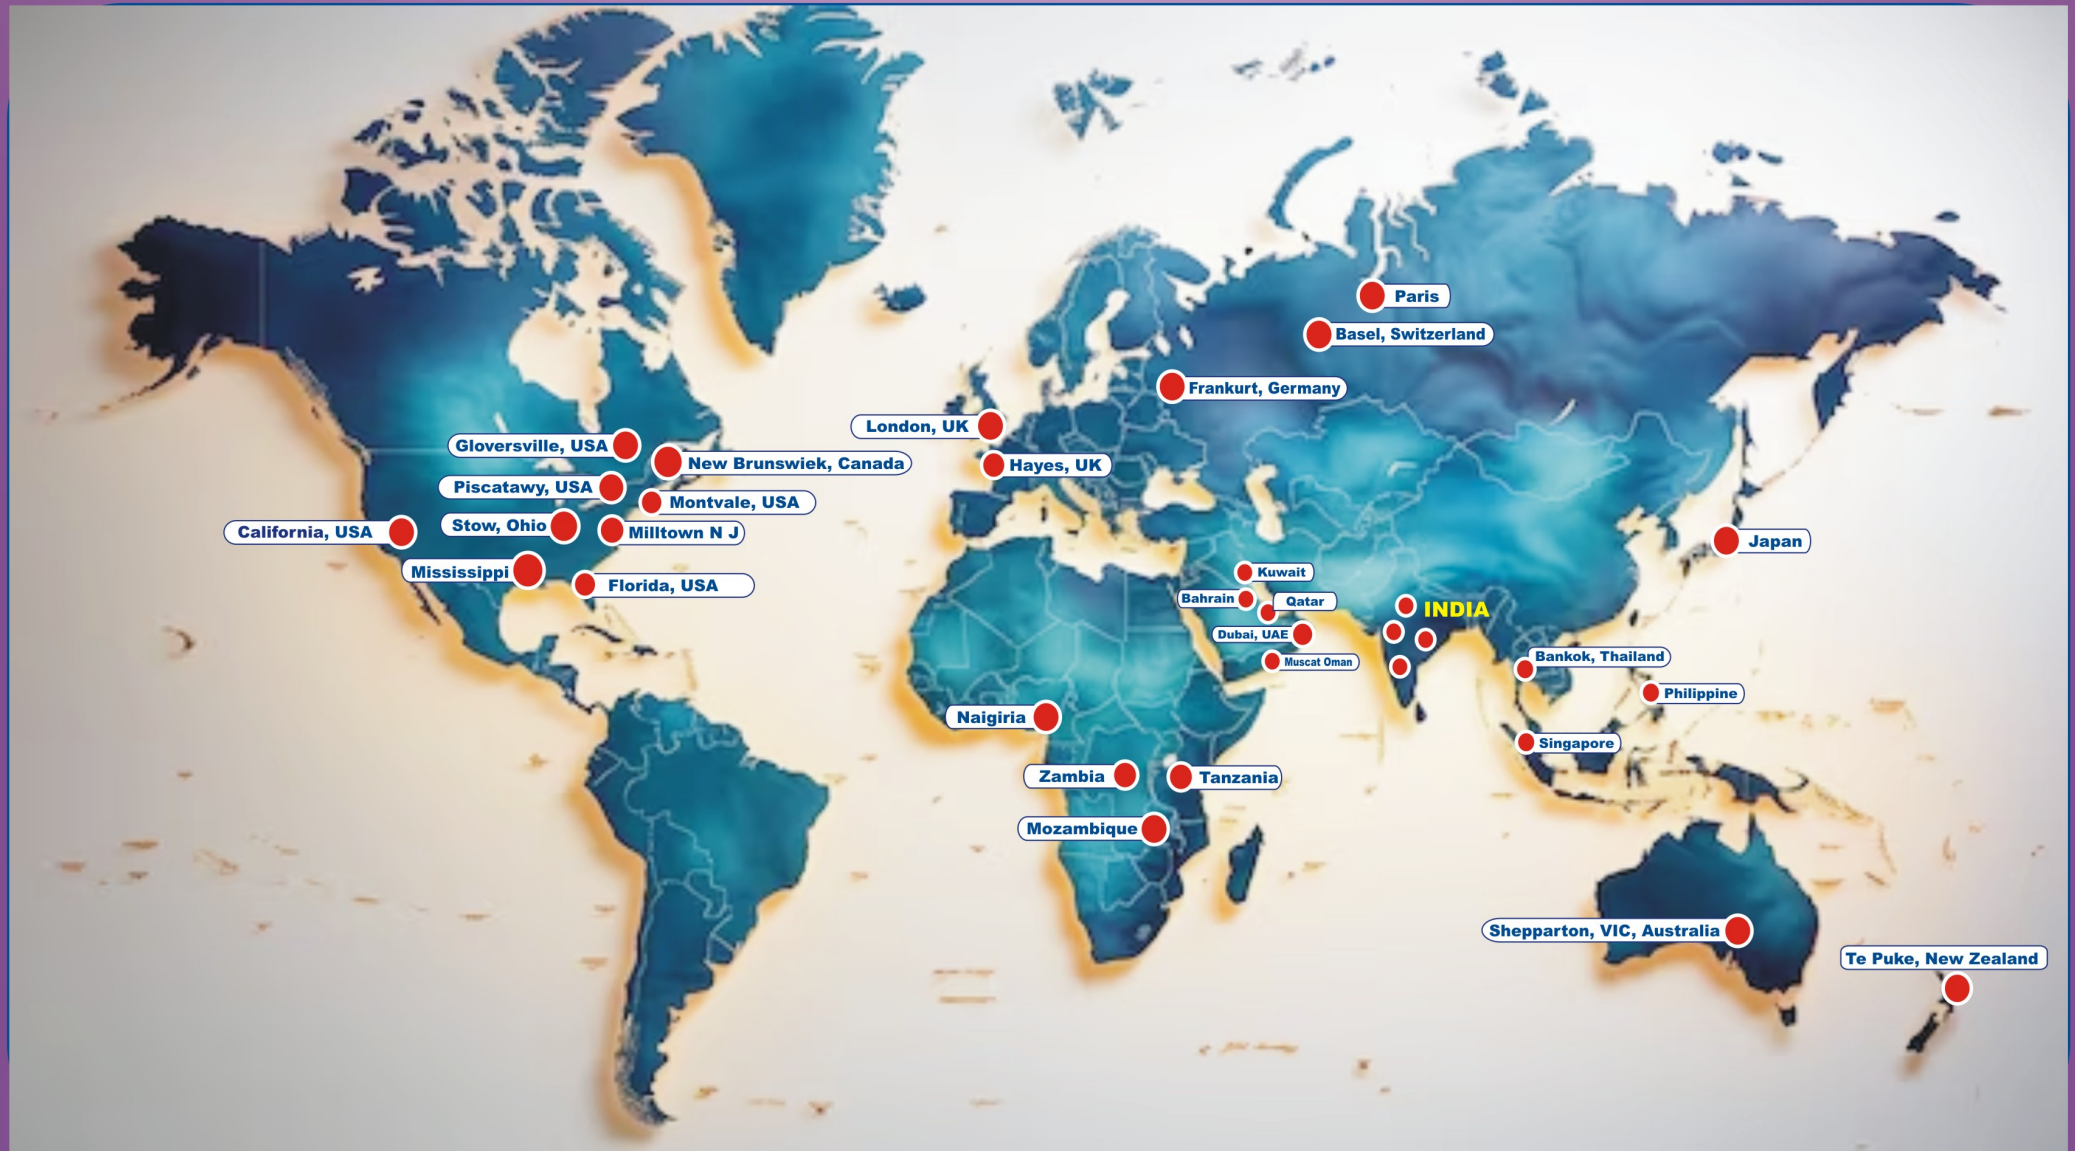 Paris
Basel, Switzerland
Frankurt, Germany
London, UK
Gloversville, USA
New Brunswiek, Canada
Hayes, UK
Piscatawy, USA
Montvale, USA
Stow, Ohio
California, USA
Milltown N J
Japan
Mississippi
Kuwait
Florida, USA
Bahrain
Qatar
INDIA
Dubai, UAE
Bankok, Thailand
Muscat Oman
Philippine
Naigiria
Singapore
Zambia
Tanzania
Mozambique
Shepparton, VIC, Australia
Te Puke, New Zealand